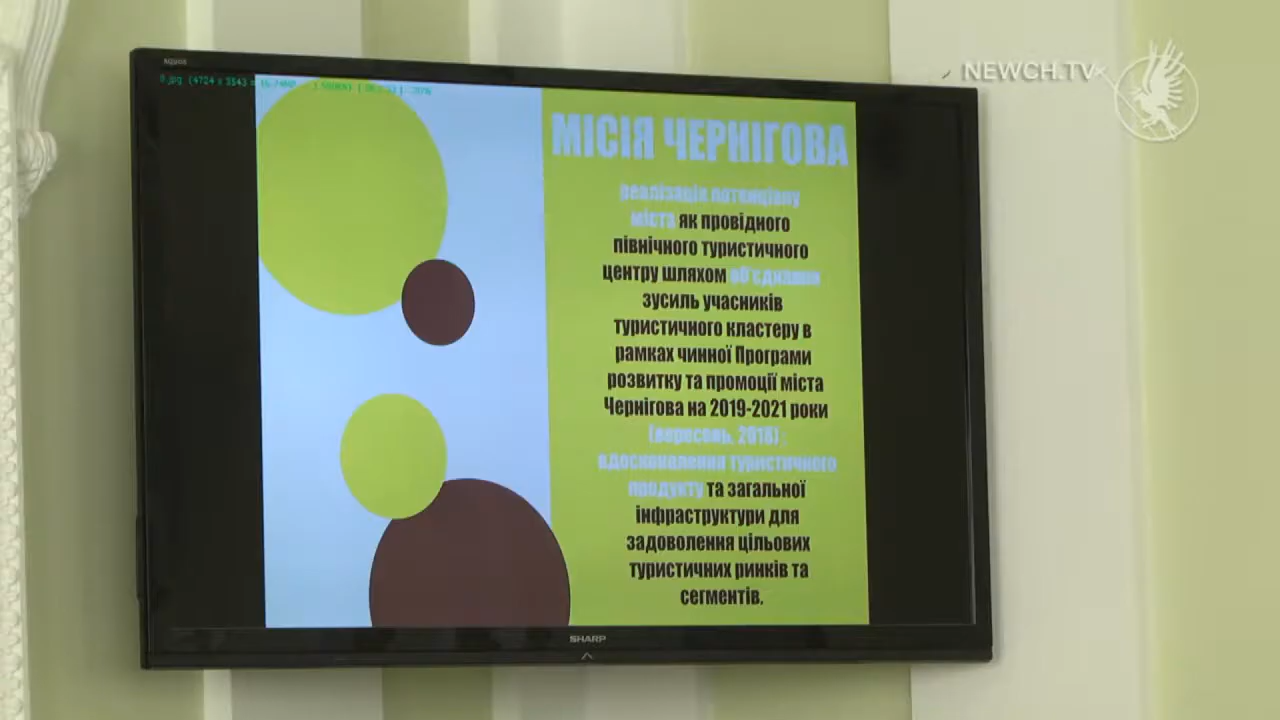 NEWCH.TV
AQUOS
МІСІЯ ЧЕРНІГОВА
реалізація потенціалу
міста як провідного
північного туристичного
центру шляхом об'єднання
зусиль учасників
туристичного кластеру в
рамках чинної Програми
розвитку та промоції міста
Чернігова на 2019-2021 роки
(вересень, 2018) ;
вдосконалення туристичного
продукту та загальної
інфраструктури для
задоволення цільових
туристичних ринків та
сегментів.
SHARP